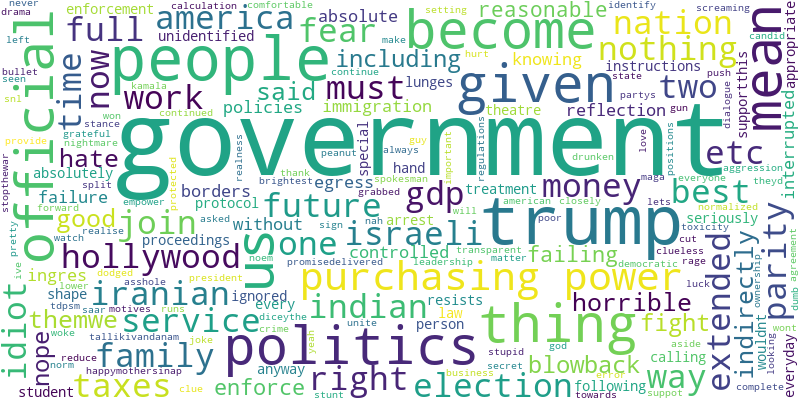 government
trump
politics
people
thing
become
given
official
mean
purchasing power
us
hollywood
future
gdp
israeli
indian
iranian
service
family
taxes
right
election
way
money
america
full
fear
nation
nothing
two
must
work
now
time
said
hate
join
good
idiot
one
best
etc
parity
extended
indirectly
failing
horrible
fight
blowback
enforce
nope
themwe
reasonable
including
policies
immigration
borders
egress
without
controlled
reflection
theatre
knowing
instructions
absolute
unidentified
enforcement
calculation
comfortable
never
drama
left
bullet
seen
snl
kamala
make
continue
continued
hurt
setting
identify
screaming
candid
appropriate
push
state
partys
gun
dialogue
supportthis
interrupted
lunges
special
hand
treatment
regulations
important
guy
always
spokesman
grabbed
protected
peanut
realness
thank
brightest
absolutely
failure
split
stance
won
grateful
nightmare
provide
stopthewar
forward
empower
realise
protocol
asked
sign
nah
arrest
will
american closely
poor
maga
love
lets
drunken
positions
everyone
theyd
aggression
normalized
seriously
toxicity
cut
clueless
rage
luck
democratic
matter
transparent
leadership
promisedelivered
noem
proceedings
watch
pretty
ive
ingres
lower
shape
dodged
asshole
president
ignored
motives
runs
saar
tdpsm
woke
tallikivandanam
joke
crime
every
diceythe
law
person
resists
unite
yeah
god
anyway
stupid
secret
following
towards
calling
aside
wouldnt
ownership
looking
wont
dumb agreement
complete
everyday
suppot
error
business
stunt
clue
happymothersnap
reduce
norm
student